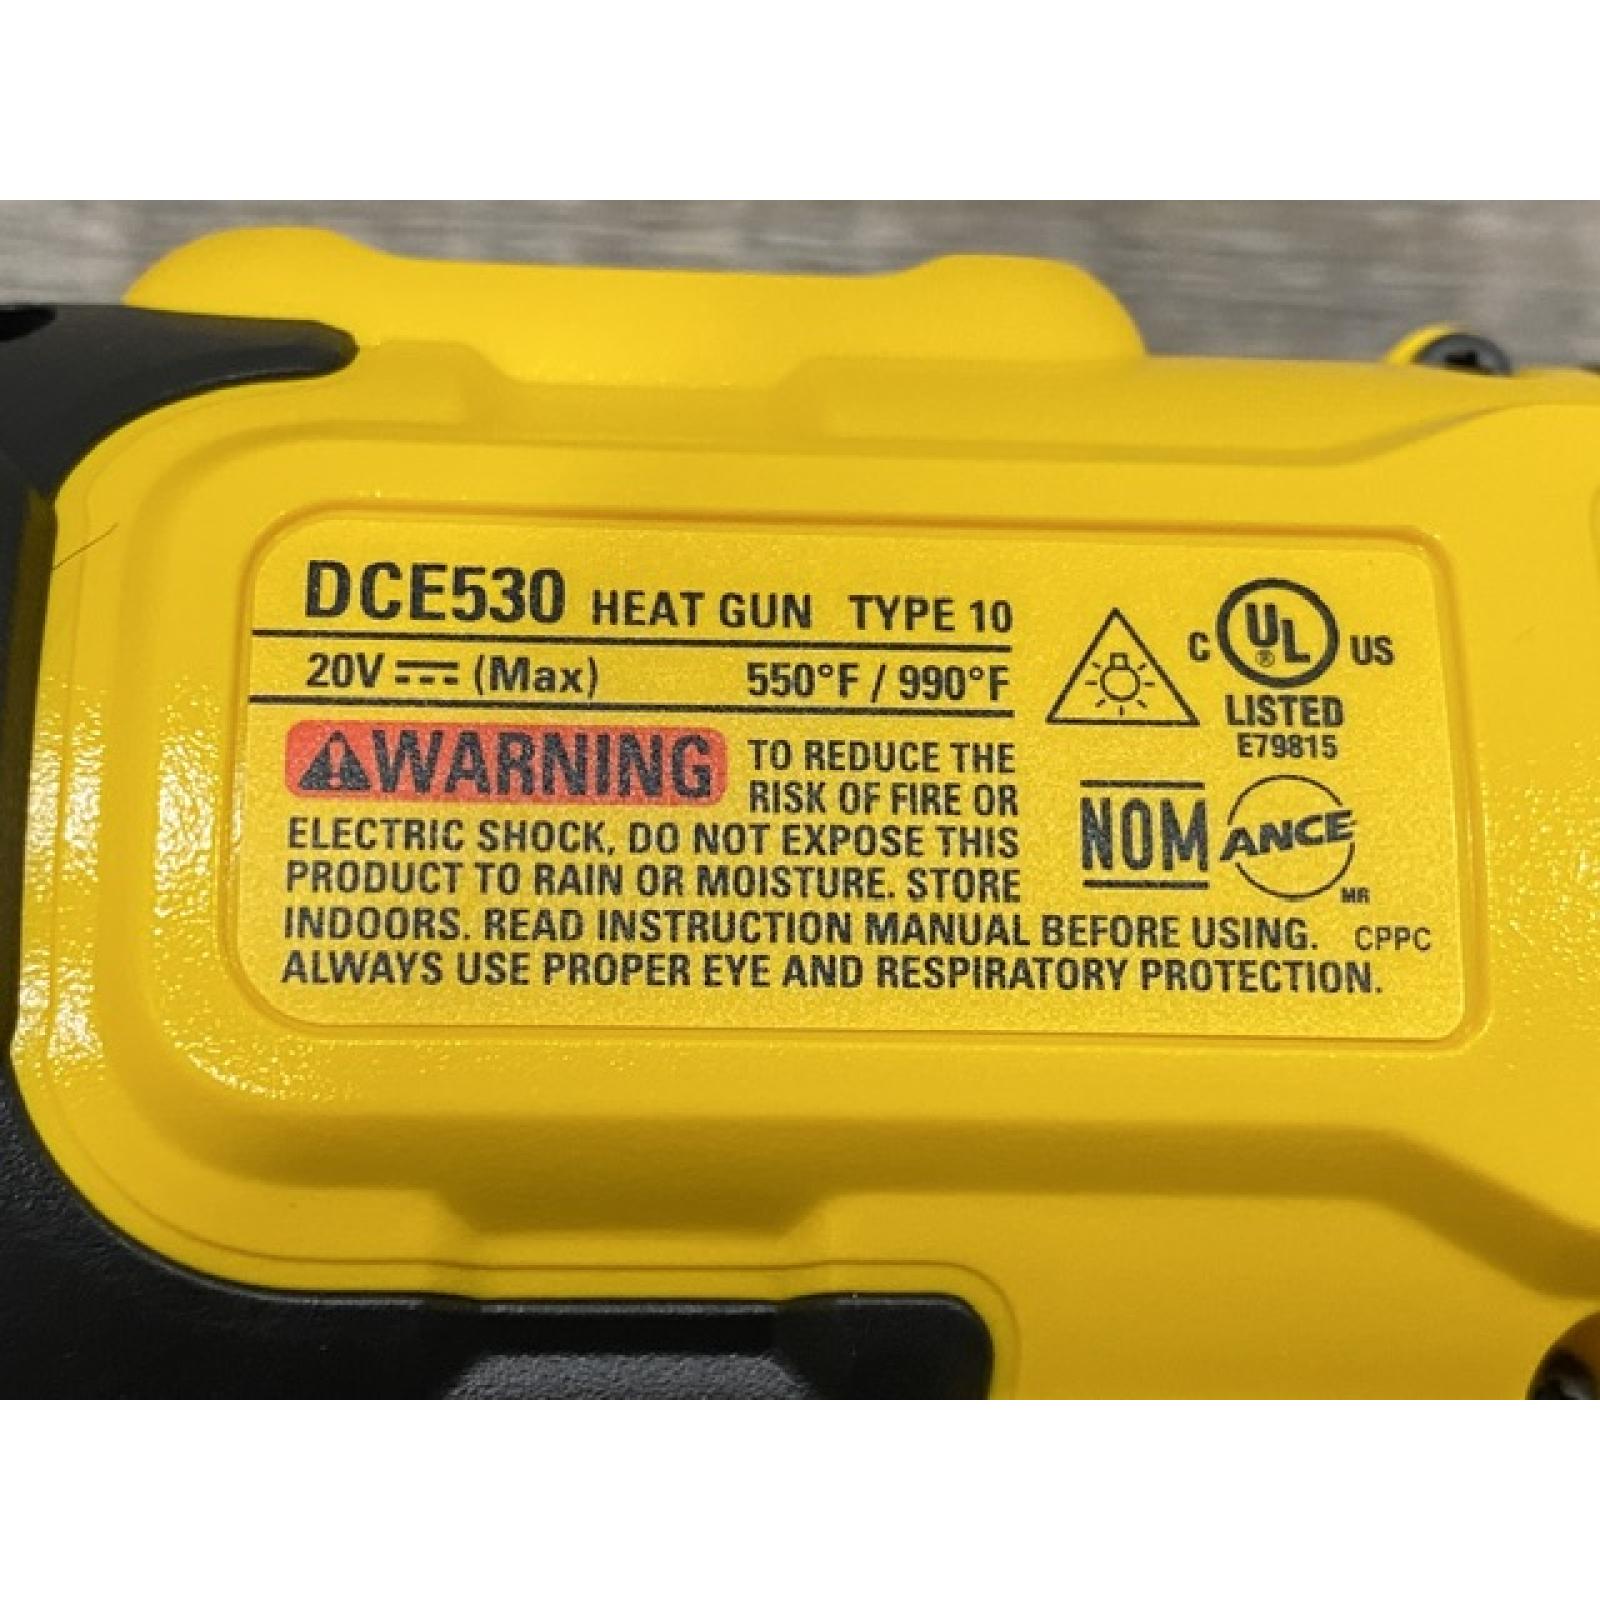 DCE530 HEAT GUN TYPE 10
20V (Max) 550°F / 990°F
WARNING TO REDUCE THE
RISK OF FIRE OR
ELECTRIC SHOCK, DO NOT EXPOSE THIS
PRODUCT TO RAIN OR MOISTURE. STORE
INDOORS. READ INSTRUCTION MANUAL BEFORE USING.
ALWAYS USE PROPER EYE AND RESPIRATORY PROTECTION.
C UL ® US
LISTED
E79815
NOM ANCE
MR
CPPC